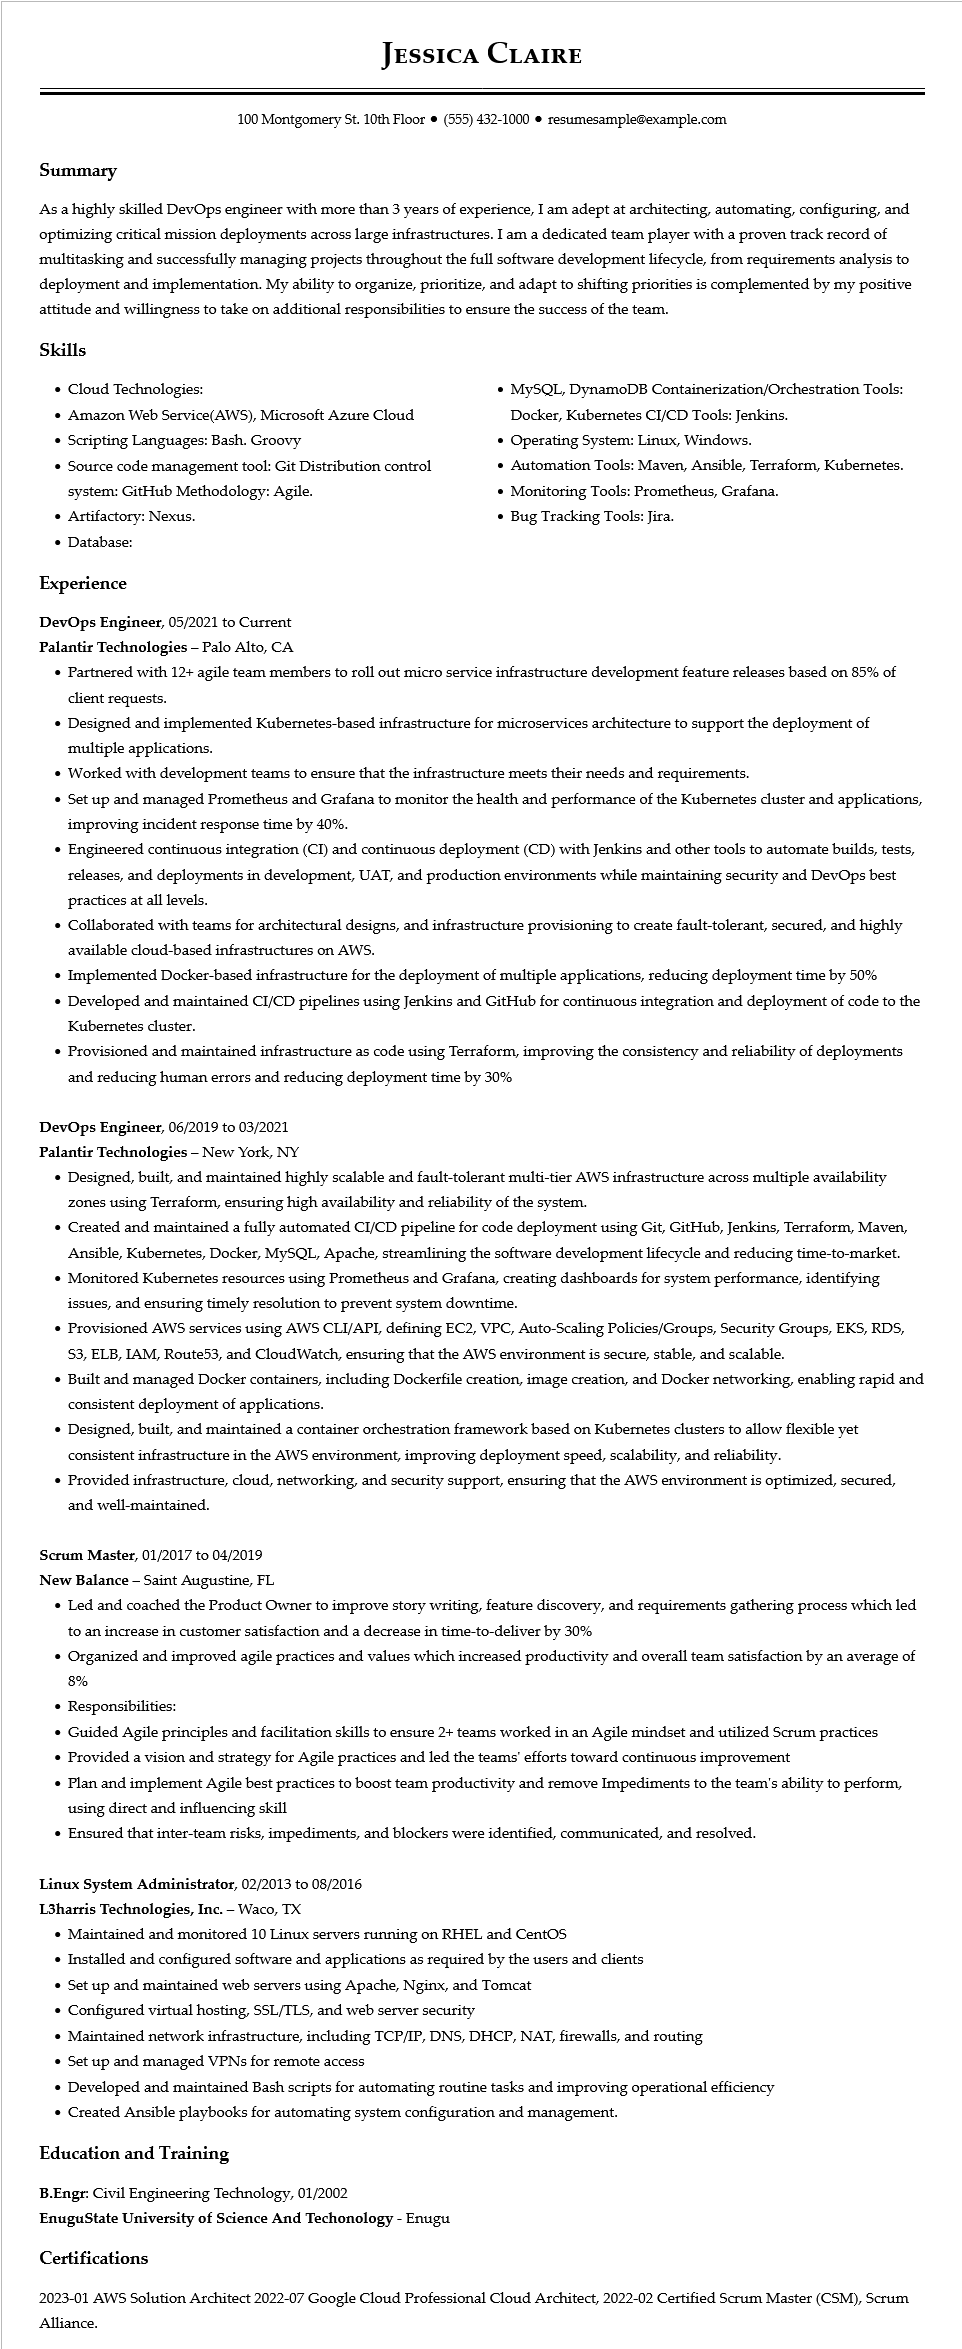 Jessica Claire
100 Montgomery St. 10th Floor ● (555) 432-1000 ● resumesample@example.com
Summary
As a highly skilled DevOps engineer with more than 3 years of experience, I am adept at architecting, automating, configuring, and
optimizing critical mission deployments across large infrastructures. I am a dedicated team player with a proven track record of
multitasking and successfully managing projects throughout the full software development lifecycle, from requirements analysis to
deployment and implementation. My ability to organize, prioritize, and adapt to shifting priorities is complemented by my positive
attitude and willingness to take on additional responsibilities to ensure the success of the team.
Skills
• Cloud Technologies:
• Amazon Web Service(AWS), Microsoft Azure Cloud
• Scripting Languages: Bash. Groovy
• Source code management tool: Git Distribution control
system: GitHub Methodology: Agile.
• Artifactory: Nexus.
• Database:
• MySQL, DynamoDB Containerization/Orchestration Tools:
Docker, Kubernetes CI/CD Tools: Jenkins.
• Operating System: Linux, Windows.
• Automation Tools: Maven, Ansible, Terraform, Kubernetes.
• Monitoring Tools: Prometheus, Grafana.
• Bug Tracking Tools: Jira.
Experience
DevOps Engineer, 05/2021 to Current
Palantir Technologies – Palo Alto, CA
• Partnered with 12+ agile team members to roll out micro service infrastructure development feature releases based on 85% of
client requests.
• Designed and implemented Kubernetes-based infrastructure for microservices architecture to support the deployment of
multiple applications.
• Worked with development teams to ensure that the infrastructure meets their needs and requirements.
• Set up and managed Prometheus and Grafana to monitor the health and performance of the Kubernetes cluster and applications,
improving incident response time by 40%.
• Engineered continuous integration (CI) and continuous deployment (CD) with Jenkins and other tools to automate builds, tests,
releases, and deployments in development, UAT, and production environments while maintaining security and DevOps best
practices at all levels.
• Collaborated with teams for architectural designs, and infrastructure provisioning to create fault-tolerant, secured, and highly
available cloud-based infrastructures on AWS.
• Implemented Docker-based infrastructure for the deployment of multiple applications, reducing deployment time by 50%
• Developed and maintained CI/CD pipelines using Jenkins and GitHub for continuous integration and deployment of code to the
Kubernetes cluster.
• Provisioned and maintained infrastructure as code using Terraform, improving the consistency and reliability of deployments
and reducing human errors and reducing deployment time by 30%
DevOps Engineer, 06/2019 to 03/2021
Palantir Technologies – New York, NY
• Designed, built, and maintained highly scalable and fault-tolerant multi-tier AWS infrastructure across multiple availability
zones using Terraform, ensuring high availability and reliability of the system.
• Created and maintained a fully automated CI/CD pipeline for code deployment using Git, GitHub, Jenkins, Terraform, Maven,
Ansible, Kubernetes, Docker, MySQL, Apache, streamlining the software development lifecycle and reducing time-to-market.
• Monitored Kubernetes resources using Prometheus and Grafana, creating dashboards for system performance, identifying
issues, and ensuring timely resolution to prevent system downtime.
• Provisioned AWS services using AWS CLI/API, defining EC2, VPC, Auto-Scaling Policies/Groups, Security Groups, EKS, RDS,
S3, ELB, IAM, Route53, and CloudWatch, ensuring that the AWS environment is secure, stable, and scalable.
• Built and managed Docker containers, including Dockerfile creation, image creation, and Docker networking, enabling rapid and
consistent deployment of applications.
• Designed, built, and maintained a container orchestration framework based on Kubernetes clusters to allow flexible yet
consistent infrastructure in the AWS environment, improving deployment speed, scalability, and reliability.
• Provided infrastructure, cloud, networking, and security support, ensuring that the AWS environment is optimized, secured,
and well-maintained.
Scrum Master, 01/2017 to 04/2019
New Balance – Saint Augustine, FL
• Led and coached the Product Owner to improve story writing, feature discovery, and requirements gathering process which led
to an increase in customer satisfaction and a decrease in time-to-deliver by 30%
• Organized and improved agile practices and values which increased productivity and overall team satisfaction by an average of
8%
• Responsibilities:
• Guided Agile principles and facilitation skills to ensure 2+ teams worked in an Agile mindset and utilized Scrum practices
• Provided a vision and strategy for Agile practices and led the teams' efforts toward continuous improvement
• Plan and implement Agile best practices to boost team productivity and remove Impediments to the team's ability to perform,
using direct and influencing skill
• Ensured that inter-team risks, impediments, and blockers were identified, communicated, and resolved.
Linux System Administrator, 02/2013 to 08/2016
L3harris Technologies, Inc. – Waco, TX
• Maintained and monitored 10 Linux servers running on RHEL and CentOS
• Installed and configured software and applications as required by the users and clients
• Set up and maintained web servers using Apache, Nginx, and Tomcat
• Configured virtual hosting, SSL/TLS, and web server security
• Maintained network infrastructure, including TCP/IP, DNS, DHCP, NAT, firewalls, and routing
• Set up and managed VPNs for remote access
• Developed and maintained Bash scripts for automating routine tasks and improving operational efficiency
• Created Ansible playbooks for automating system configuration and management.
Education and Training
B.Engr: Civil Engineering Technology, 01/2002
EnuguState University of Science And Techonology - Enugu
Certifications
2023-01 AWS Solution Architect 2022-07 Google Cloud Professional Cloud Architect, 2022-02 Certified Scrum Master (CSM), Scrum
Alliance.